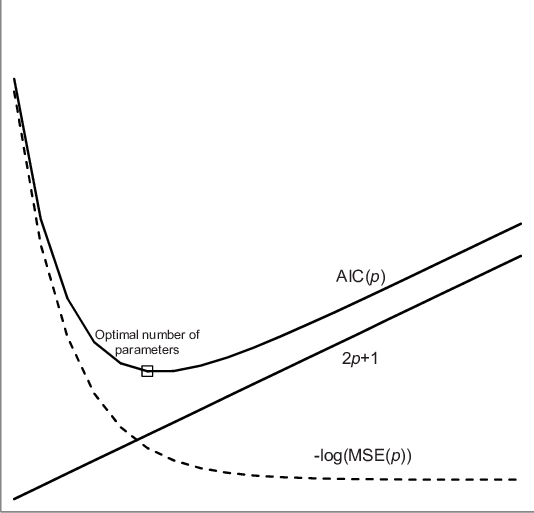 AIC(p)
Optimal number of
parameters
2p+1
-log(MSE(p))